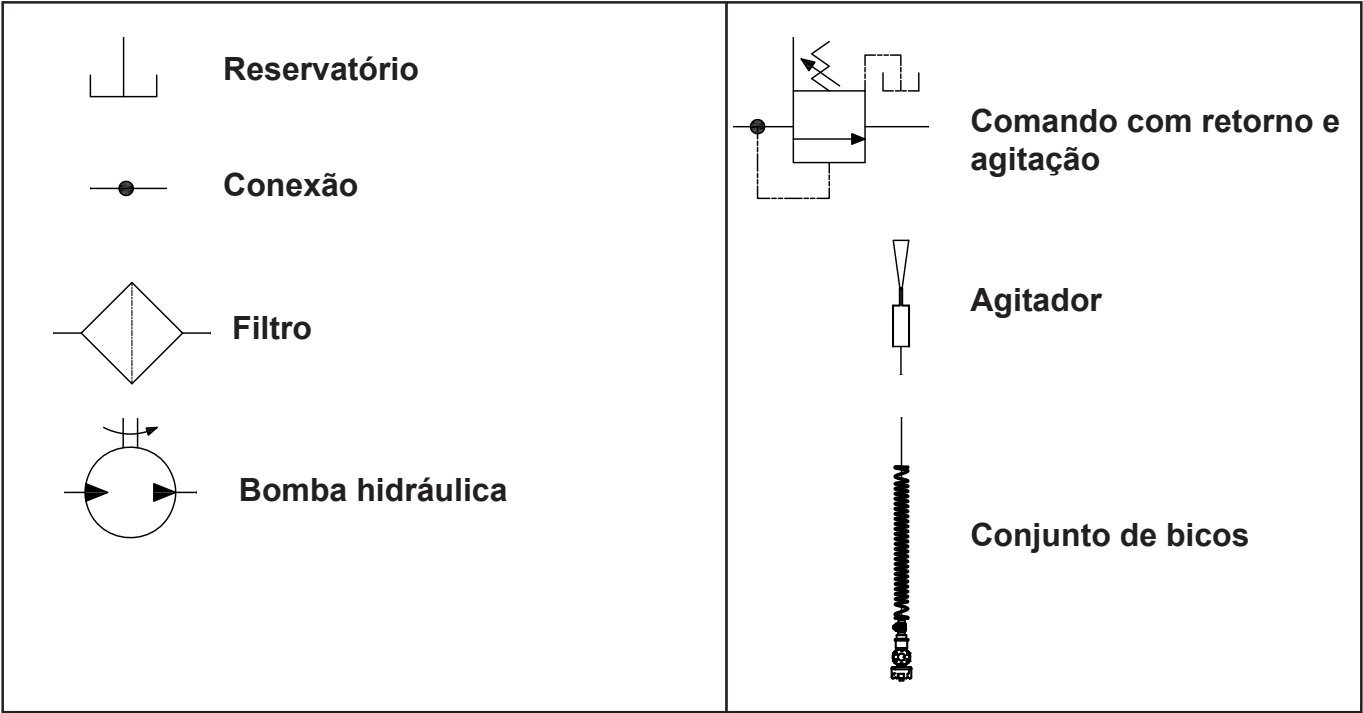 Reservatório
Conexão
Filtro
Bomba hidráulica
Comando com retorno e
agitação
Agitador
Conjunto de bicos